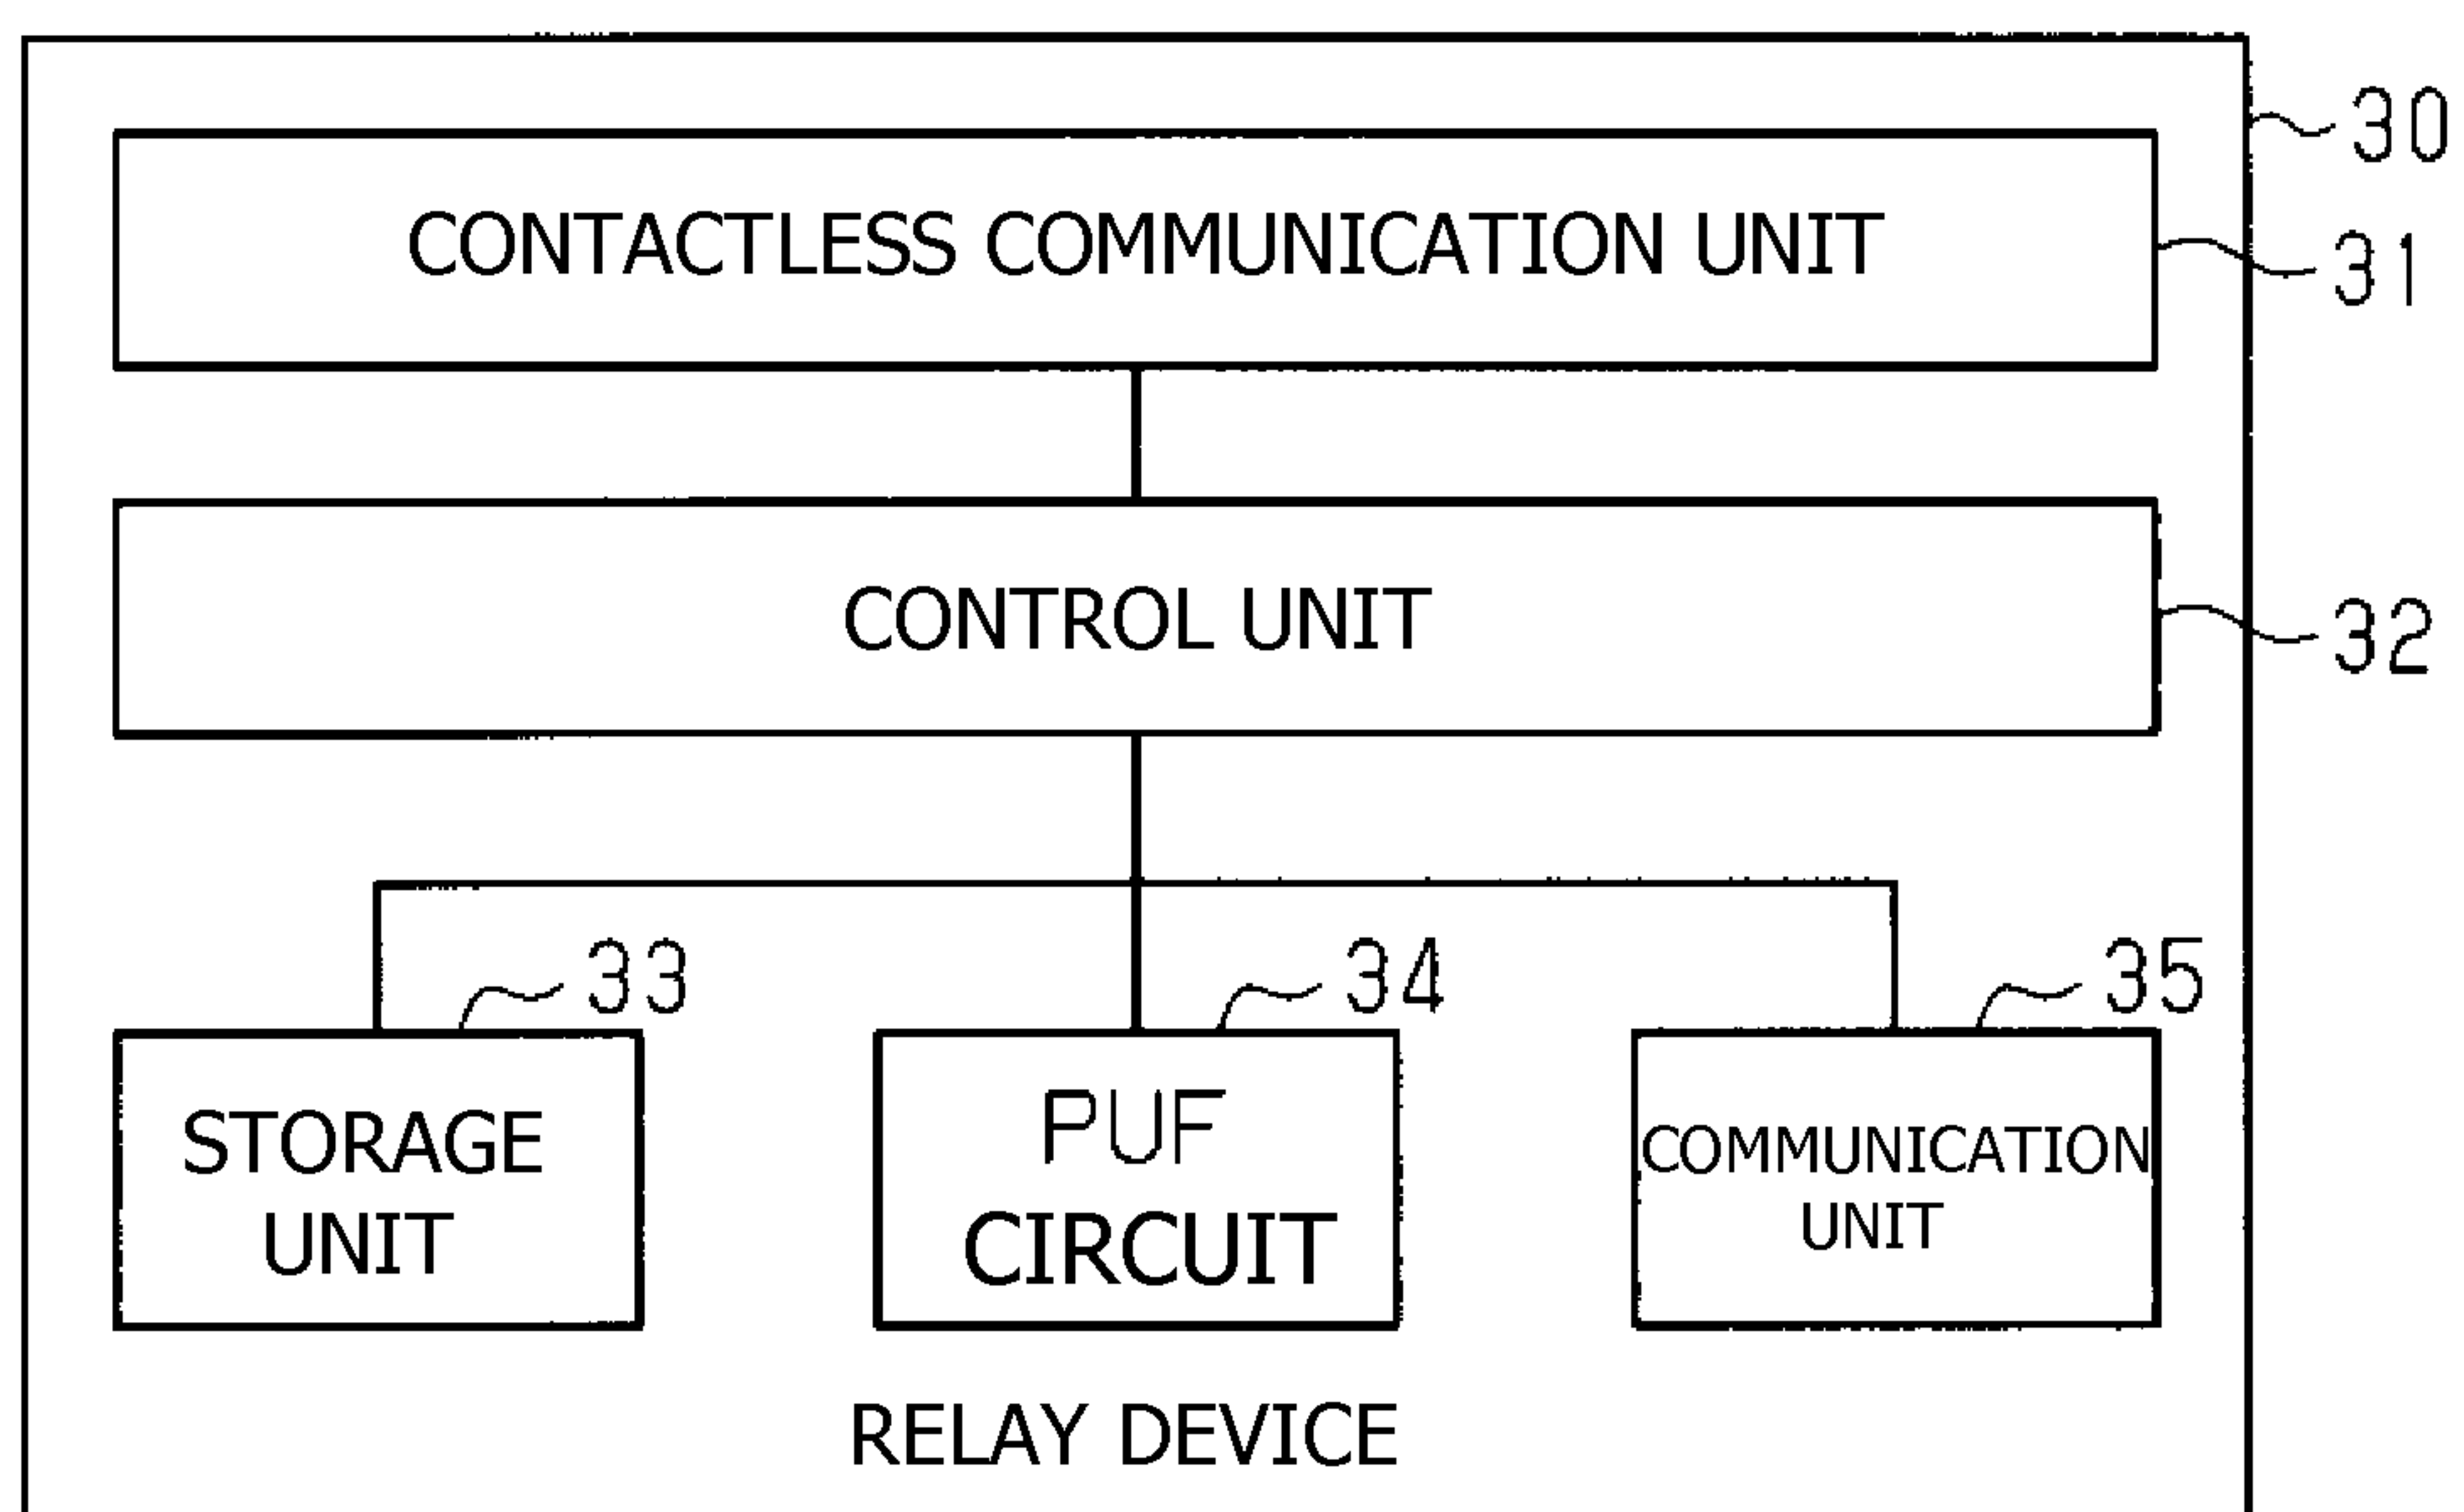 30
CONTACTLESS COMMUNICATION UNIT
31
CONTROL UNIT
32
33
34
35
STORAGE
UNIT
PUF
CIRCUIT
COMMUNICATION
UNIT
RELAY DEVICE